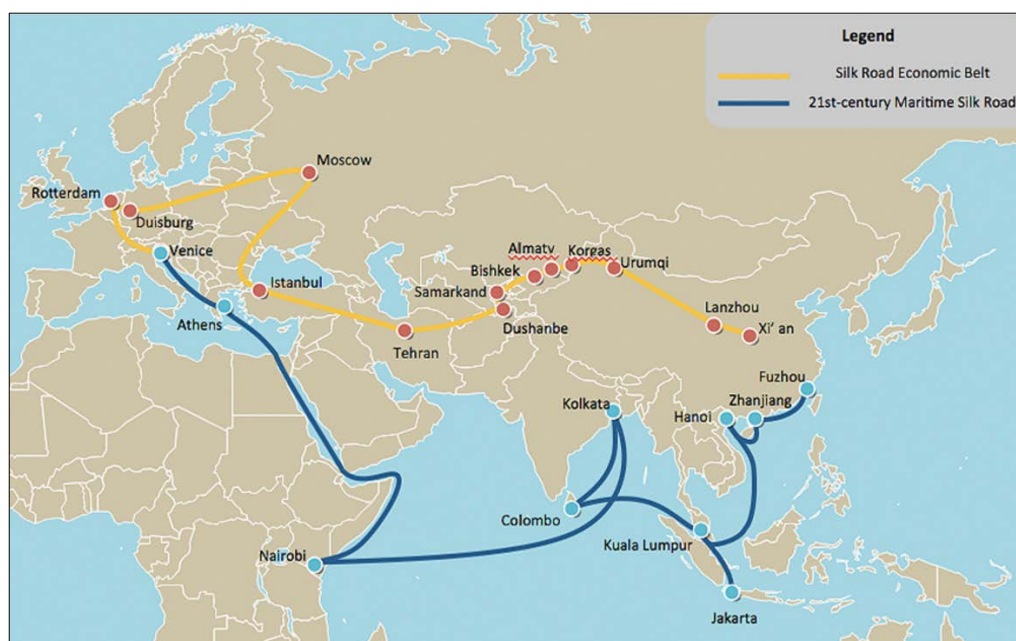 Legend
Silk Road Economic Belt
21st-century Maritime Silk Road
Moscow
Rotterdam
Duisburg
Venice
Almaty
Korgas
Urumqi
Bishkek
Istanbul
Samarkand
Lanzhou
Athens
Dushanbe
Xi' an
Tehran
Fuzhou
Kolkata
Zhanjiang
Hanoi
Colombo
Kuala Lumpur
Nairobi
Jakarta